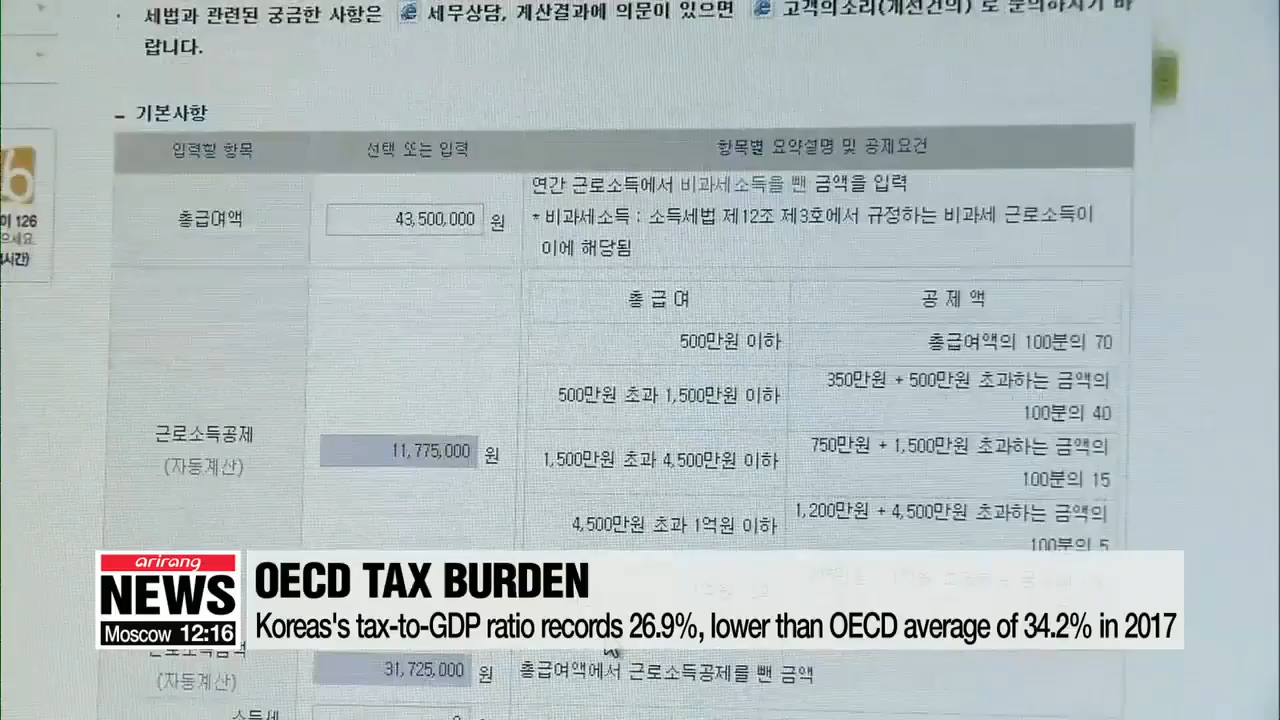 세법과 관련된 궁금한 사항은 세무상담, 계산결과에 의문이 있으면 고객의소리(개선건의) 로 문의하시기 바
랍니다.
기본사항
입력할 항목 선택 또는 입력 항목별 요약설명 및 공제요건
총급여액 43,500,000 원
연간 근로소득에서 비과세소득을 뺀 금액을 입력
* 비과세소득 : 소득세법 제12조 제3호에서 규정하는 비과세 근로소득이
이에 해당됨
6
이 126
으세요.
시간)
총 급 여 공 제 액
500만원 이하 총급여액의 100분의 70
500만원 초과 1,500만원 이하 350만원 + 500만원 초과하는 금액의
100분의 40
근로소득공제
(자동계산)
11,775,000 원
1,500만원 초과 4,500만원 이하 750만원 + 1,500만원 초과하는 금액의
100분의 15
4,500만원 초과 1억원 이하 1,200만원 + 4,500만원 초과하는 금액의
100분의 5
arirang
NEWS
Moscow 12:16
OECD TAX BURDEN
Koreas's tax-to-GDP ratio records 26.9%, lower than OECD average of 34.2% in 2017
근로소득금액
(자동계산)
31,725,000 원 총급여액에서 근로소득공제를 뺀 금액
소득세